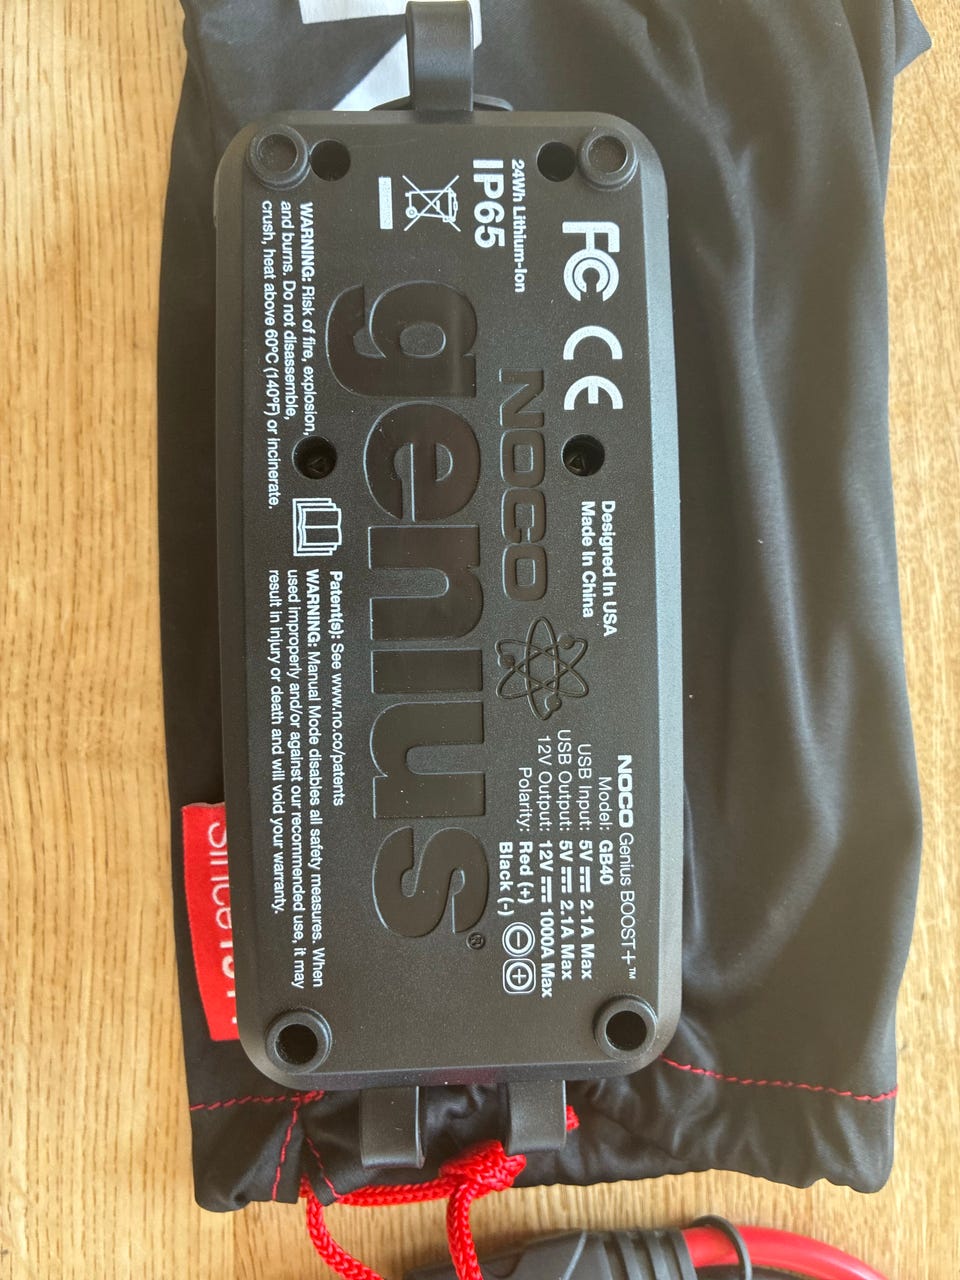 FC CE
Designed In USA
Made In China
NOCO Genius BOOST+™
Model: GB40
USB Input: 5V ⎓ 2.1A Max
USB Output: 5V ⎓ 2.1A Max
12V Output: 12V ⎓ 1000A Max
Polarity: Red (+)
Black (-)
24Wh Lithium-Ion
IP65
NOCO
genius®
WARNING: Risk of fire, explosion,
and burns. Do not disassemble,
crush, heat above 60ºC (140ºF) or incinerate.
Patent(s): See www.no.co/patents
WARNING: Manual Mode disables all safety measures. When
used improperly and/or against our recommended use, it may
result in injury or death and will void your warranty.
Since